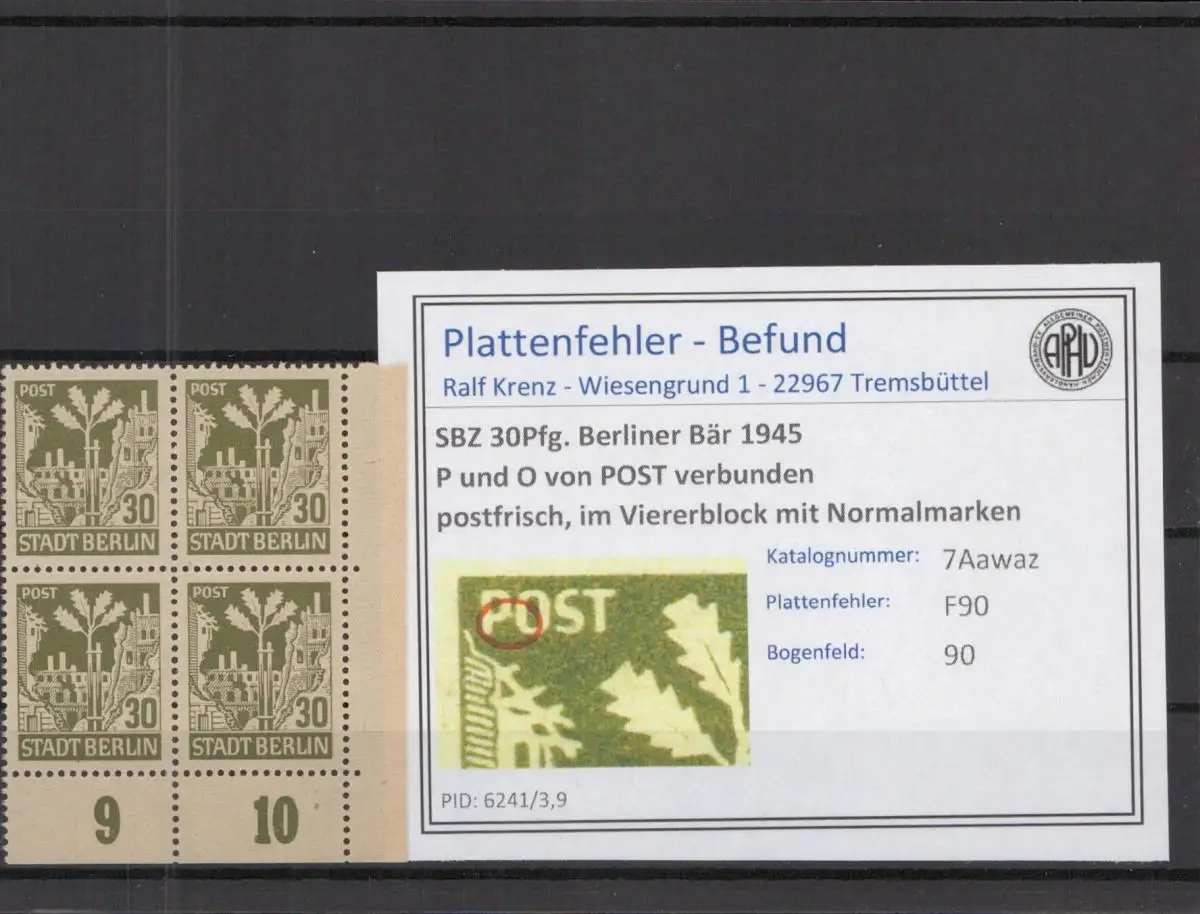 POST
30
STADT BERLIN
POST
30
STADT BERLIN
POST
30
STADT BERLIN
POST
30
STADT BERLIN
9
10
Plattenfehler - Befund
Ralf Krenz - Wiesengrund 1 - 22967 Tremsbüttel
APHV
SBZ 30Pfg. Berliner Bär 1945
P und O von POST verbunden
postfrisch, im Viererblock mit Normalmarken
POST
Katalognummer: 7Aawaz
Plattenfehler: F90
Bogenfeld: 90
PID: 6241/3,9